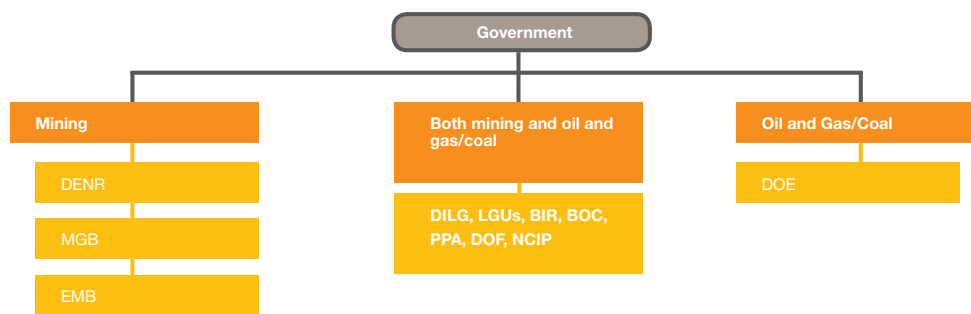 Government
Mining
Both mining and oil and
gas/coal
Oil and Gas/Coal
DENR
DOE
DILG, LGUs, BIR, BOC,
PPA, DOF, NCIP
MGB
EMB